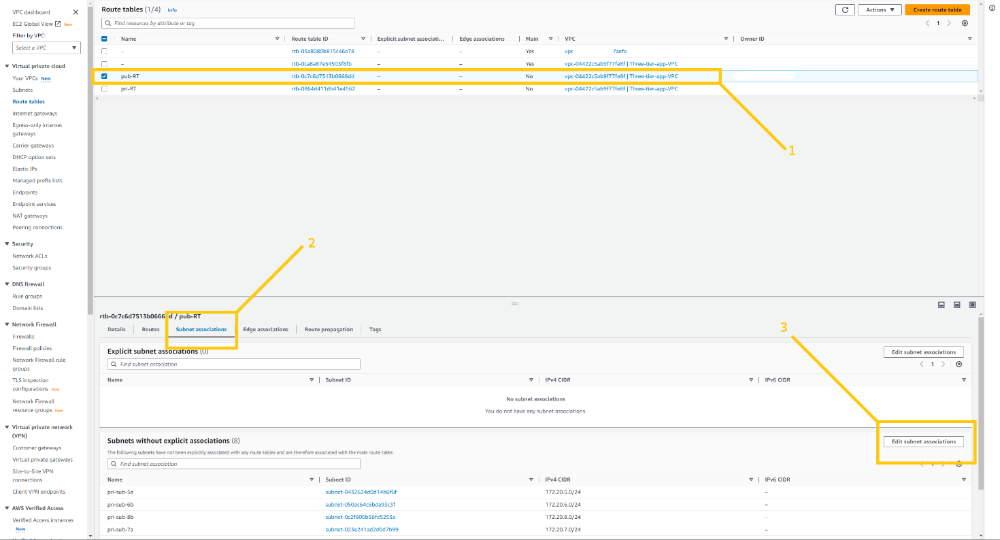 VPC dashboard
EC2 Global View New
Filter by VPC:
Select a VPC
Virtual private cloud
Your VPCs New
Subnets
Route tables
Internet gateways
Egress-only internet
gateways
Carrier gateways
DHCP option sets
Elastic IPs
Managed prefix lists
Endpoints
Endpoint services
NAT gateways
Peering connections
Security
Network ACLs
Security groups
DNS firewall
Rule groups
Domain lists
Network Firewall
Firewalls
Firewall policies
Network Firewall rule
groups
TLS inspection
configurations New
Network Firewall
resource groups New
Virtual private network
(VPN)
Customer gateways
Virtual private gateways
Site-to-Site VPN
connections
Client VPN endpoints
AWS Verified Access
Verified Access instances
New
Route tables (1/4) Info
Actions
Create route table
Find resources by attribute or tag
1
Name Route table ID Explicit subnet associati... Edge associations Main VPC Owner ID
– rtb-05a8080b815c46a78 – – Yes vpc 7aefe
– rtb-0ca8a87e54503f8fb – – Yes vpc-04422c5ab9f77fe8f | Three-tier-app-VPC
pub-RT rtb-0c7c6d7513b0666dd – – No vpc-04422c5ab9f77fe8f | Three-tier-app-VPC
pri-RT rtb-0864d411db41e4562 – – No vpc-04422c5ab9f77fe8f | Three-tier-app-VPC
1
2
3
rtb-0c7c6d7513b0666dd / pub-RT
Details Routes Subnet associations Edge associations Route propagation Tags
Explicit subnet associations (0)
Edit subnet associations
Find subnet association
1
Name Subnet ID IPv4 CIDR IPv6 CIDR
No subnet associations
You do not have any subnet associations.
Subnets without explicit associations (8)
Edit subnet associations
The following subnets have not been explicitly associated with any route tables and are therefore associated with the main route table:
Find subnet association
Name Subnet ID IPv4 CIDR IPv6 CIDR
pri-sub-5a subnet-0432624d0d14b6f6f 172.20.5.0/24 –
pri-sub-6b subnet-050ac64c6bda93c3f 172.20.6.0/24 –
pri-sub-8b subnet-0c2f900b56fe5253a 172.20.8.0/24 –
pri-sub-7a subnet-023e241ad2d0d7b99 172.20.7.0/24 –